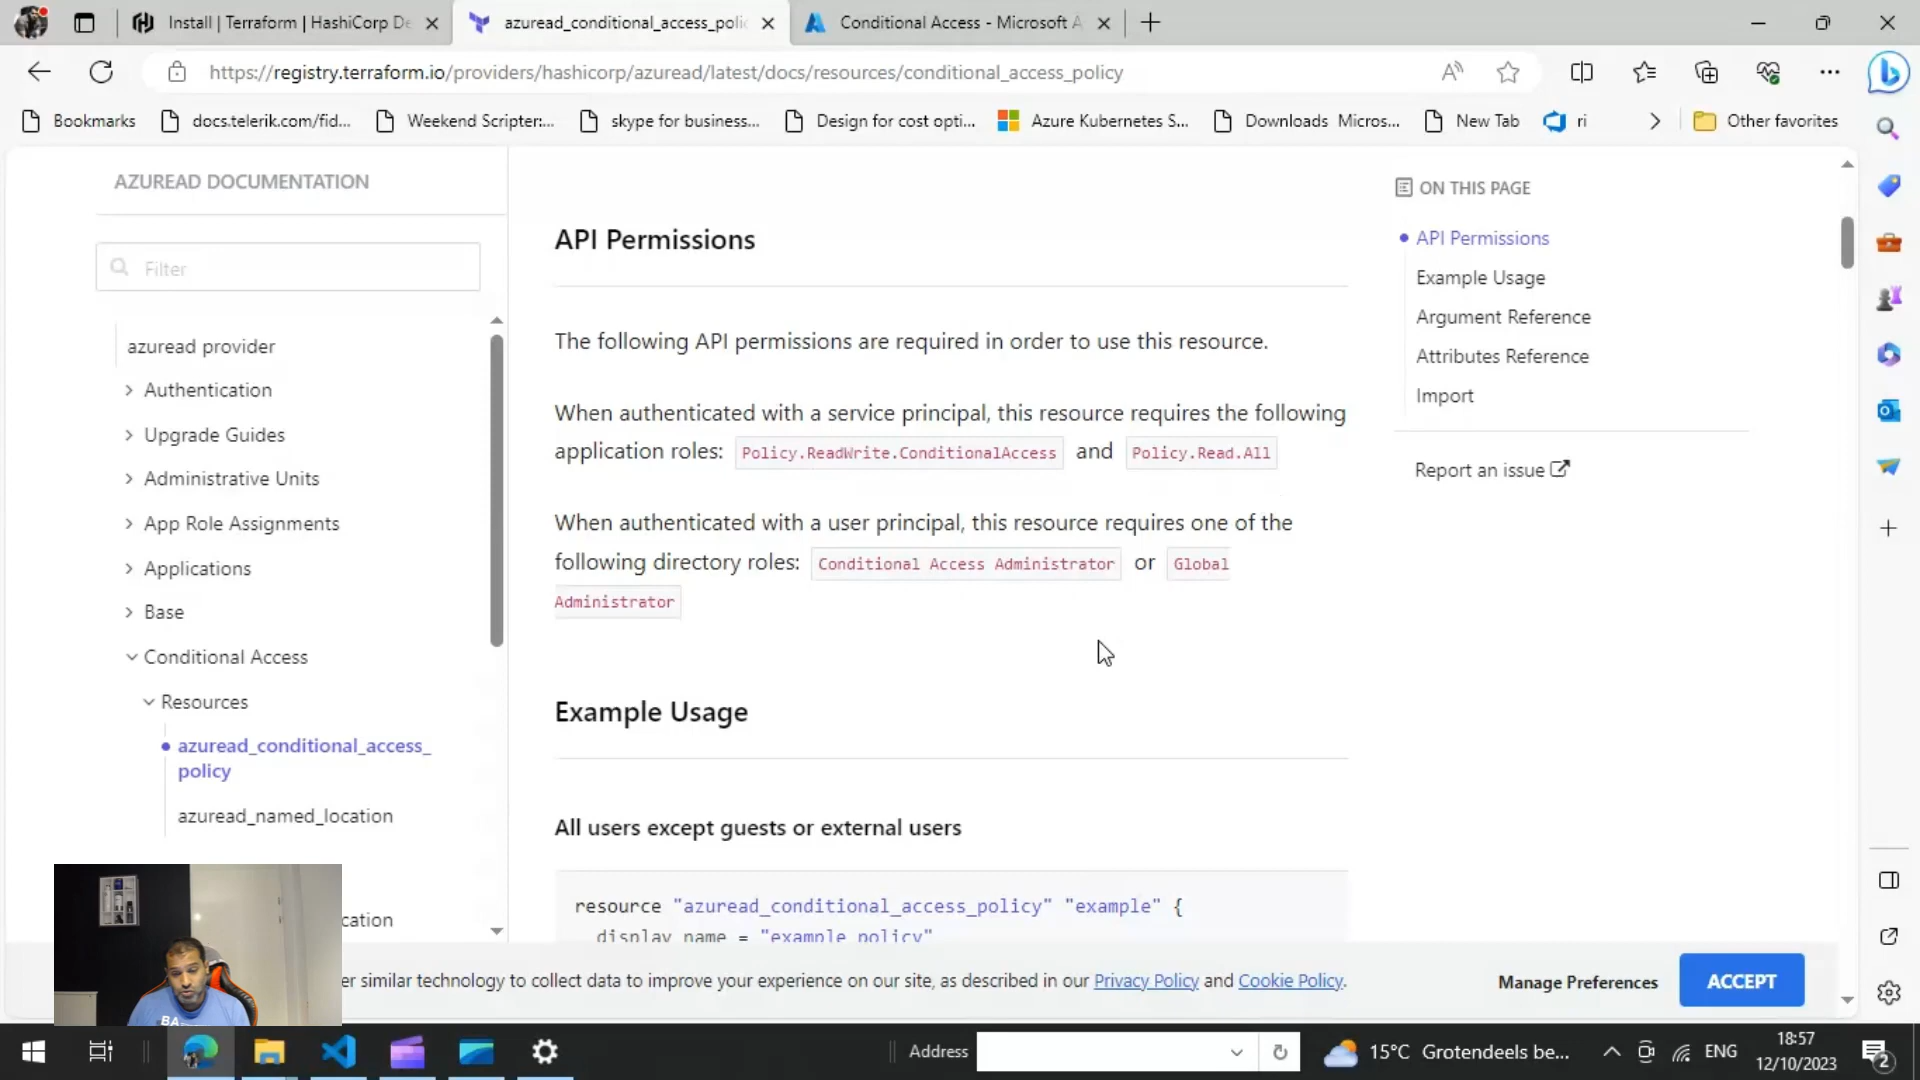 Install | Terraform | HashiCorp De
azuread_conditional_access_poli
Conditional Access - Microsoft A
https://registry.terraform.io/providers/hashicorp/azuread/latest/docs/resources/conditional_access_policy
Bookmarks
docs.telerik.com/fid...
Weekend Scripter:...
skype for business...
Design for cost opti...
Azure Kubernetes S...
Downloads Micros...
New Tab
ri
Other favorites
AZUREAD DOCUMENTATION
Filter
azuread provider
Authentication
Upgrade Guides
Administrative Units
App Role Assignments
Applications
Base
Conditional Access
Resources
azuread_conditional_access_
policy
azuread_named_location
cation
API Permissions
The following API permissions are required in order to use this resource.
When authenticated with a service principal, this resource requires the following
application roles: Policy.ReadWrite.ConditionalAccess and Policy.Read.All
When authenticated with a user principal, this resource requires one of the
following directory roles: Conditional Access Administrator or Global
Administrator
Example Usage
All users except guests or external users
resource "azuread_conditional_access_policy" "example" {
display_name = "example policy"
ON THIS PAGE
API Permissions
Example Usage
Argument Reference
Attributes Reference
Import
Report an issue
er similar technology to collect data to improve your experience on our site, as described in our Privacy Policy and Cookie Policy.
Manage Preferences
ACCEPT
BA
Address
15°C Grotendeels be...
ENG
18:57
12/10/2023
2